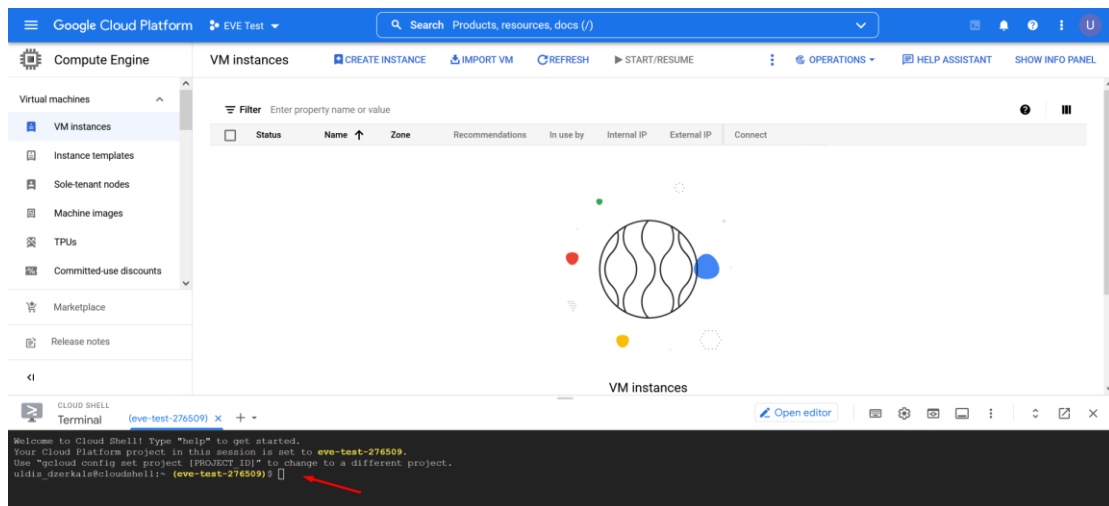 Google Cloud Platform EVE Test Search Products, resources, docs (/) U
Compute Engine VM instances CREATE INSTANCE IMPORT VM REFRESH START/RESUME OPERATIONS HELP ASSISTANT SHOW INFO PANEL
Virtual machines
Filter Enter property name or value
VM instances
Status Name Zone Recommendations In use by Internal IP External IP Connect
Instance templates
Sole-tenant nodes
Machine images
TPUs
Committed-use discounts
Marketplace
Release notes
VM instances
CLOUD SHELL
Terminal (eve-test-276509) Open editor
Welcome to Cloud Shell! Type "help" to get started.
Your Cloud Platform project in this session is set to eve-test-276509.
Use "gcloud config set project [PROJECT_ID]" to change to a different project.
uldis_dzerkals@cloudshell:~ (eve-test-276509)$